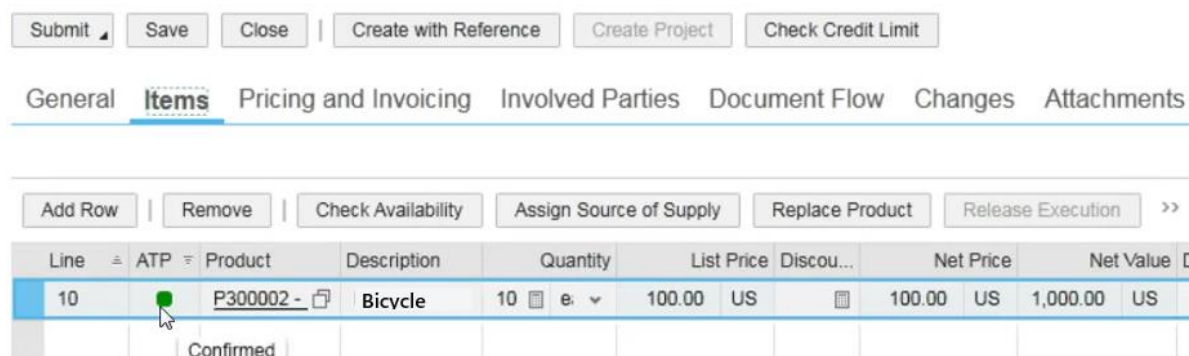 Submit Save Close Create with Reference Create Project Check Credit Limit
General Items Pricing and Invoicing Involved Parties Document Flow Changes Attachments
Add Row Remove Check Availability Assign Source of Supply Replace Product Release Execution >>
Line ATP Product Description Quantity List Price Discou... Net Price Net Value
10 P300002 - Bicycle 10 100.00 US 100.00 US 1,000.00 US
Confirmed